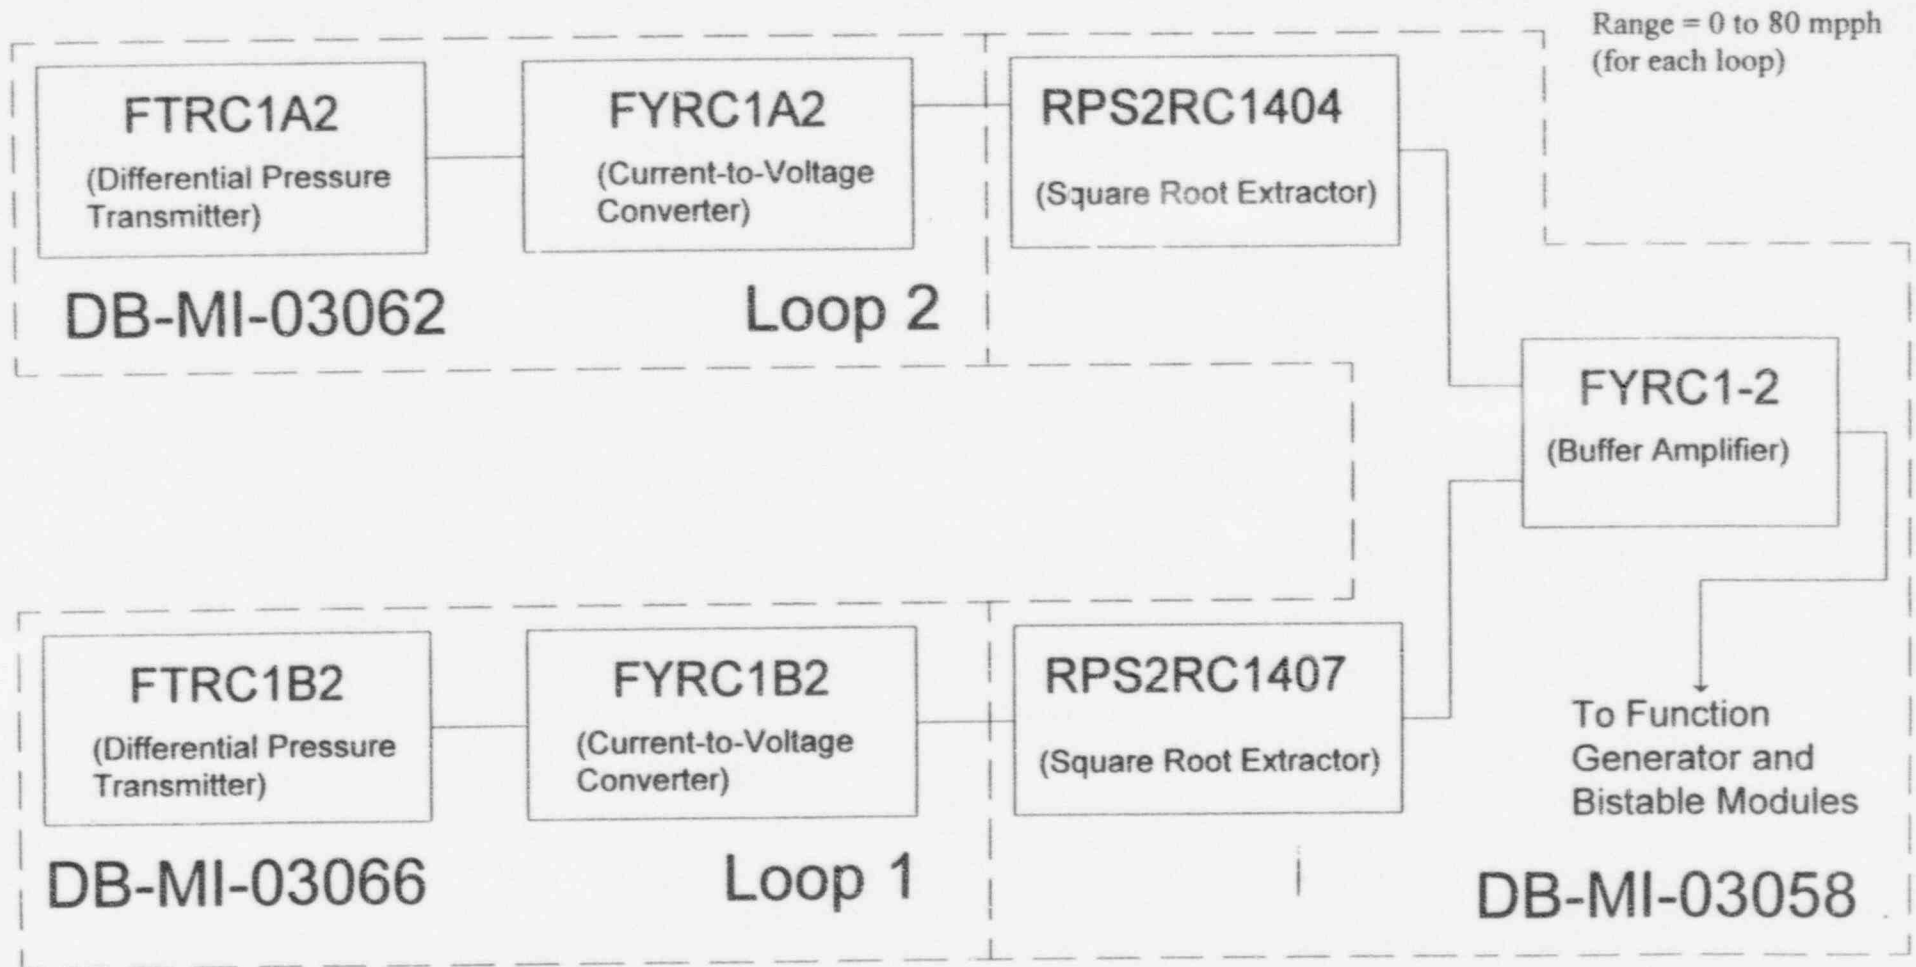 Range = 0 to 80 mpph
(for each loop)
FTRC1A2
(Differential Pressure
Transmitter)
FYRC1A2
(Current-to-Voltage
Converter)
RPS2RC1404
(Square Root Extractor)
DB-MI-03062
Loop 2
FYRC1-2
(Buffer Amplifier)
FTRC1B2
(Differential Pressure
Transmitter)
FYRC1B2
(Current-to-Voltage
Converter)
RPS2RC1407
(Square Root Extractor)
To Function
Generator and
Bistable Modules
DB-MI-03066
Loop 1
DB-MI-03058